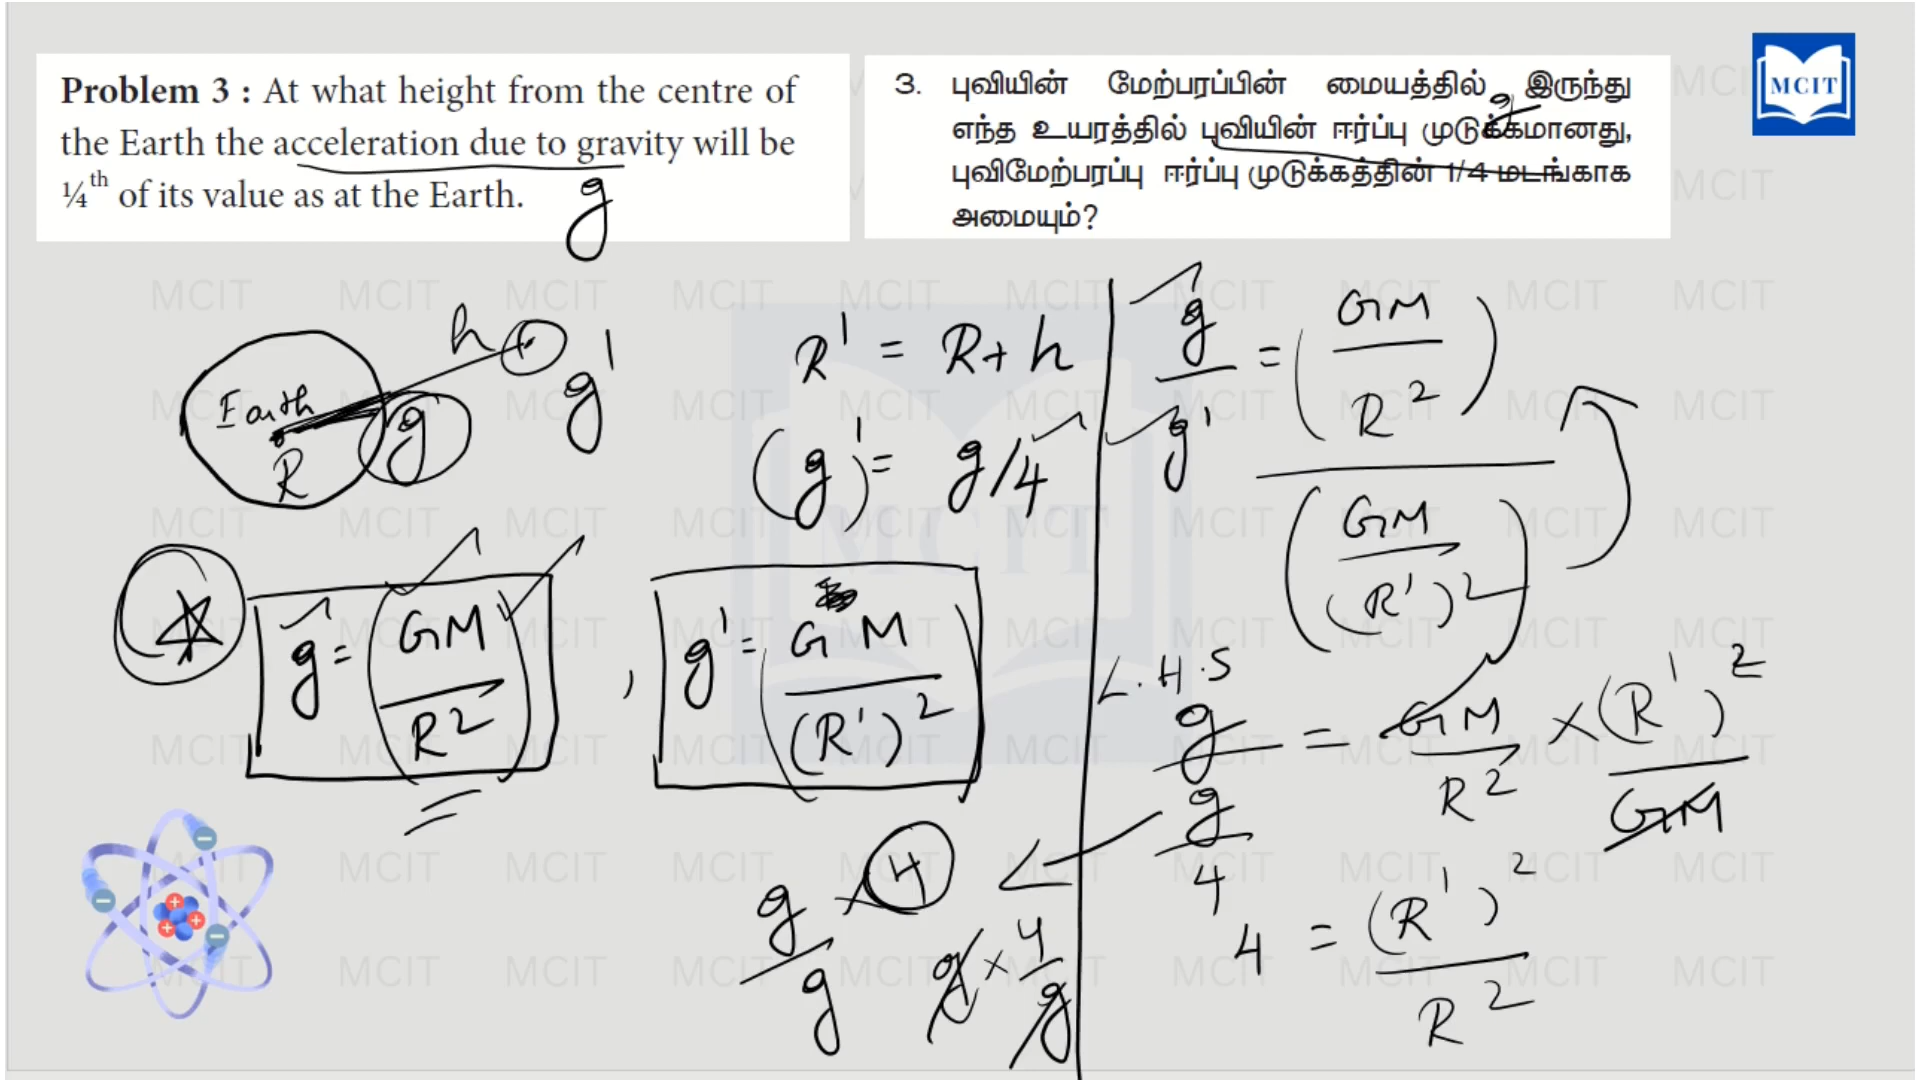 Problem 3 : At what height from the centre of
the Earth the acceleration due to gravity will be
¼th of its value as at the Earth.
g
3. புவியின் மேற்பரப்பின் மையத்தில் இருந்து
எந்த உயரத்தில் புவியின் ஈர்ப்பு முடுக்கமானது,
புவிமேற்பரப்பு ஈர்ப்பு முடுக்கத்தின் 1/4 மடங்காக
அமையும்?
g
MCIT
Earth
R
g
h
g'
R' = R + h
(g') = g/4
g = (GM/R²) , g' = (GM/(R')²)
g/g' = (GM/R²) / (GM/(R')²)
L.H.S
g/(g/4) = GM/R² × (R')²/GM
g/g × 4
g × 4/g
4 = (R')²/R²